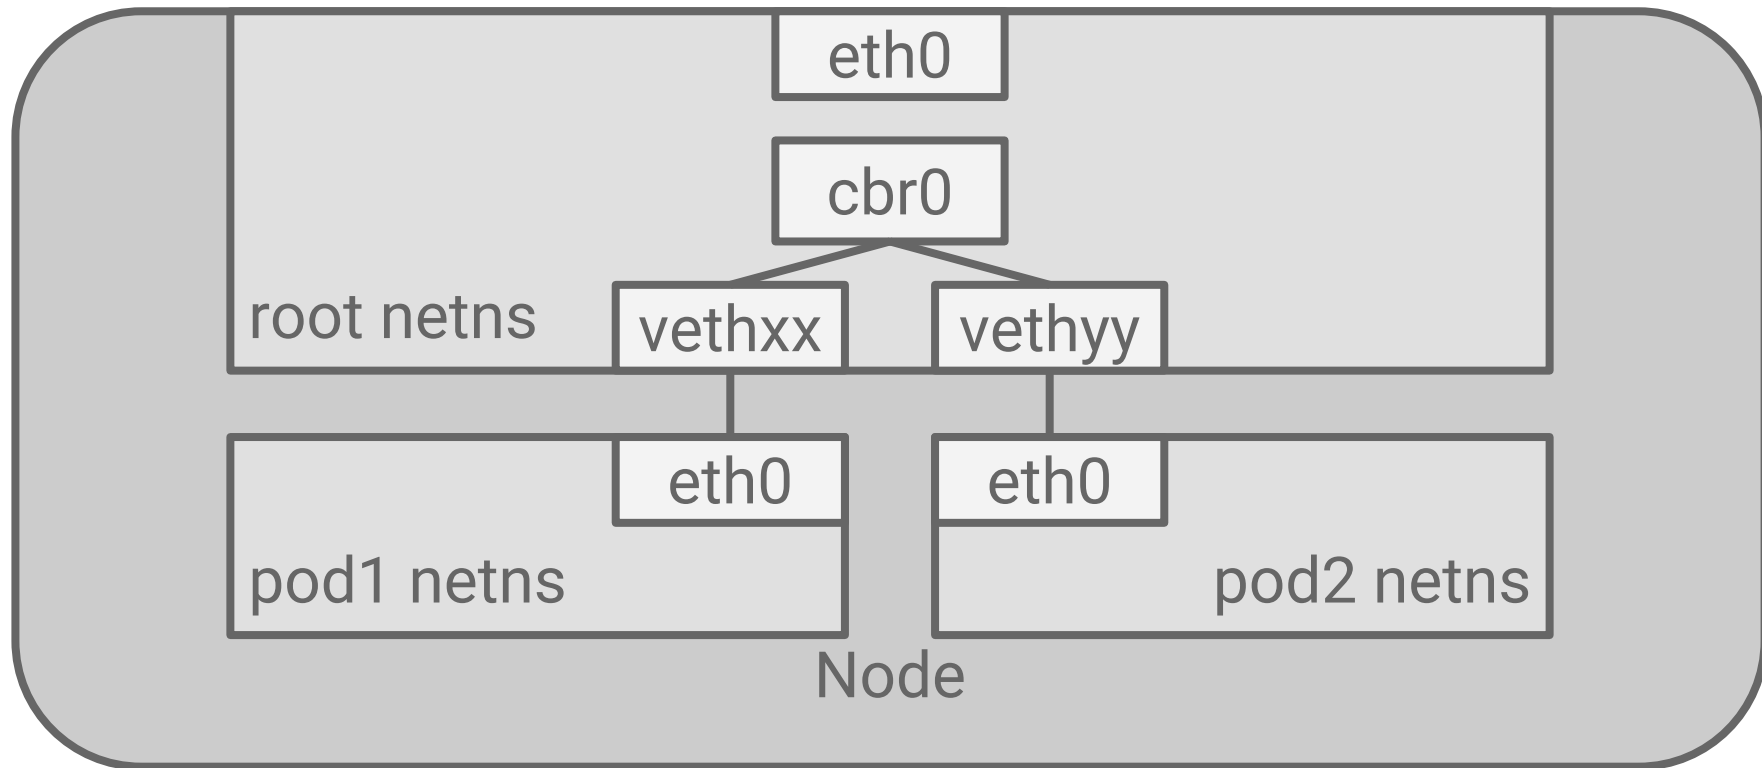 eth0
cbr0
root netns
vethxx
vethyy
eth0
eth0
pod1 netns
pod2 netns
Node